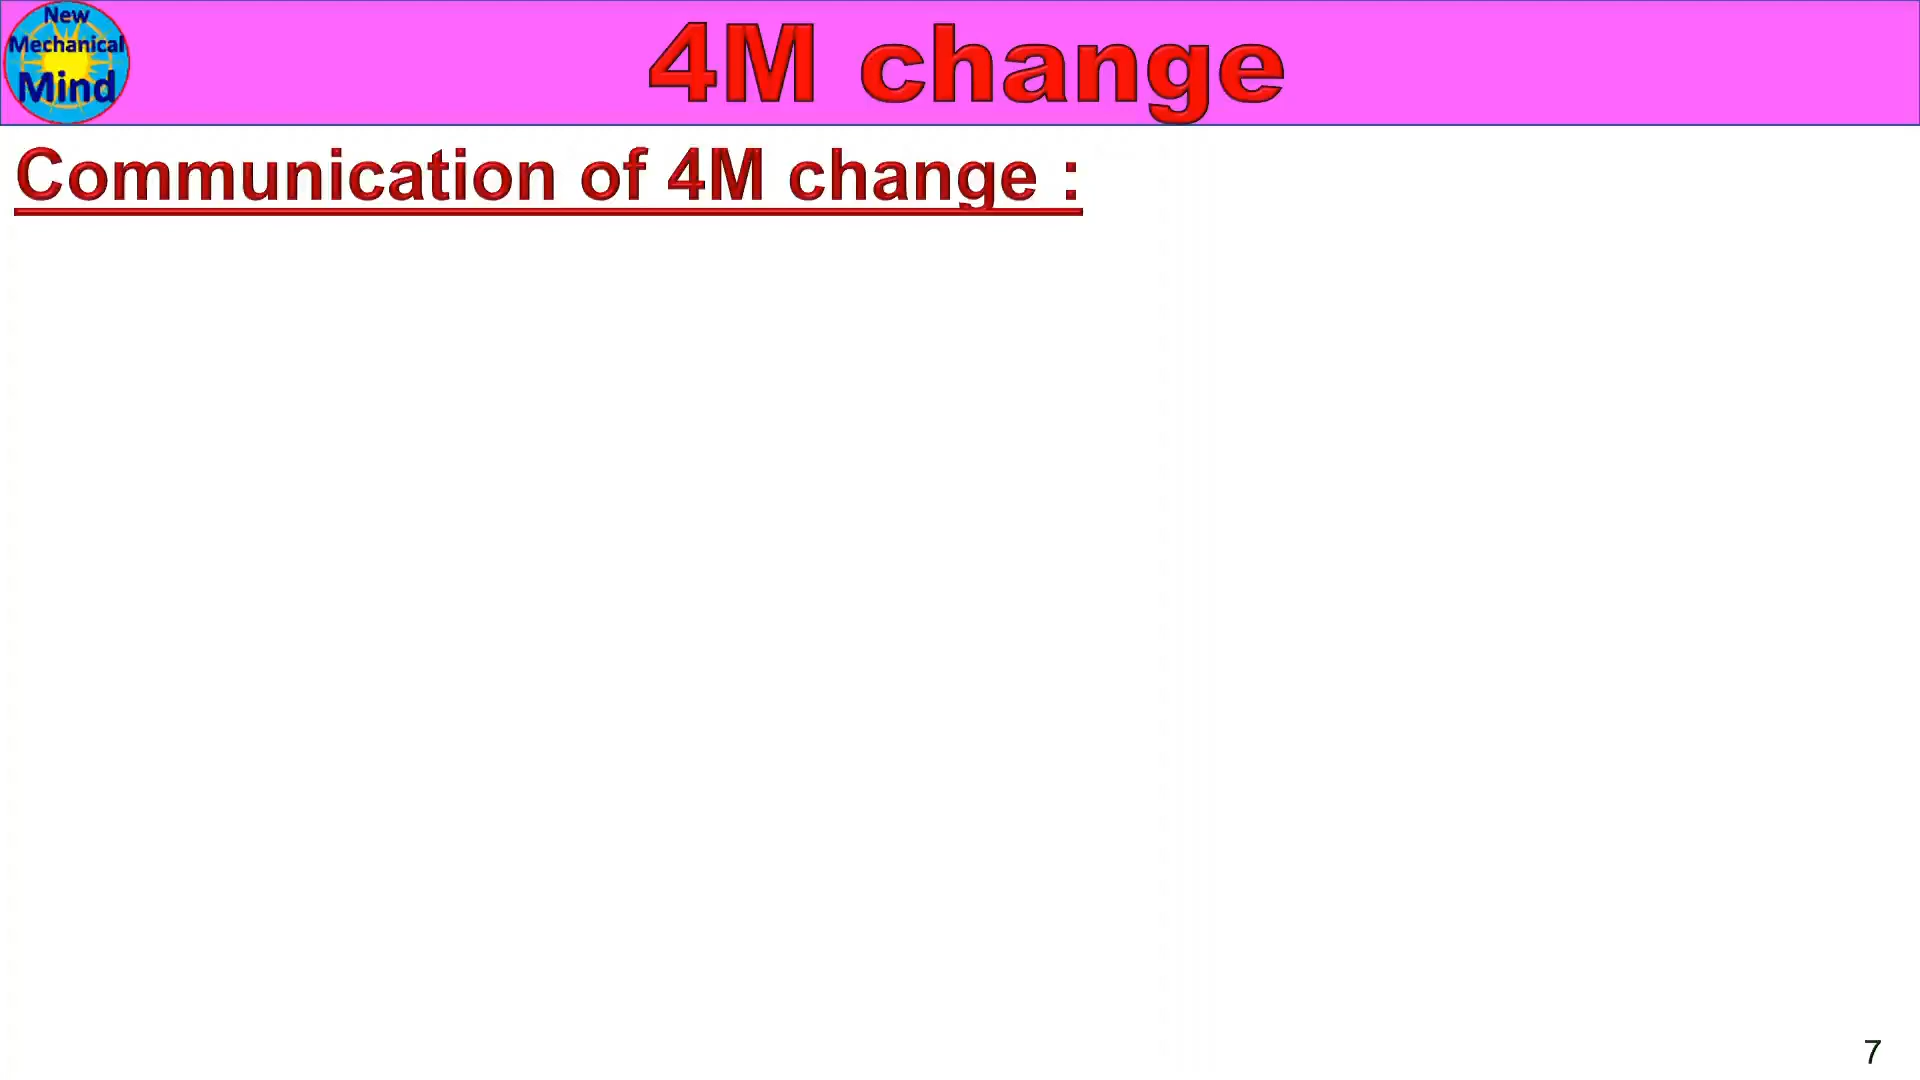 New
Mechanical
Mind
4M change
Communication of 4M change :
7